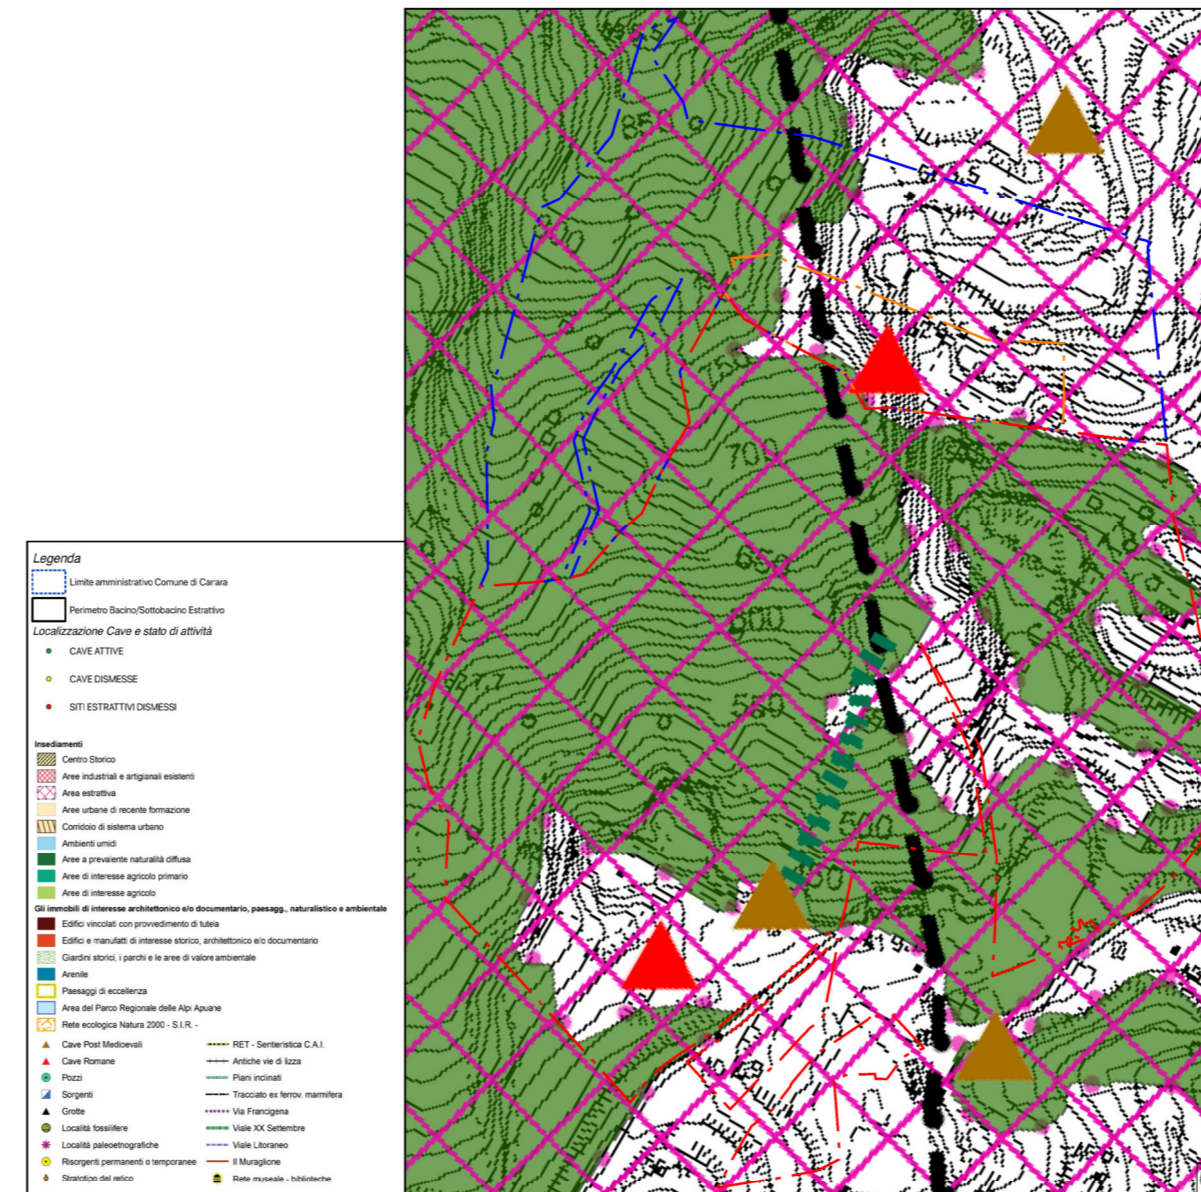 Legenda
Limite amministrativo Comune di Carara
Perimetro Bacino/Sottobacino Estrattivo
Localizzazione Cave e stato di attività
CAVE ATTIVE
CAVE DISMESSE
SITI ESTRATTIVI DISMESSI
Insediamenti
Centro Storico
Aree industriali e artigianali esistenti
Area estrattiva
Aree urbane di recente formazione
Corridoio di sistema urbano
Ambienti umidi
Aree a prevalente naturalità diffusa
Aree di interesse agricolo primario
Aree di interesse agricolo
Gli immobili di interesse architettonico e/o documentario, paesagg., naturalistico e ambientale
Edifici vincolati con provvedimento di tutela
Edifici e manufatti di interesse storico, architettonico e/o documentario
Giardini storici, i parchi e le aree di valore ambientale
Arenile
Paesaggi di eccellenza
Area del Parco Regionale delle Alpi Apuane
Rete ecologica Natura 2000 - S.I.R. -
Cave Post Medioevali
Cave Romane
Pozzi
Sorgenti
Grotte
Località fossilifere
Località paleoetnografiche
Risorgenti permanenti o temporanee
Stratotipo del retico
RET - Sentieristica C.A.I.
Antiche vie di lizza
Piani inclinati
Tracciato ex ferrov. marmifera
Via Francigena
Viale XX Settembre
Viale Litoraneo
Il Muraglione
Rete museale - biblioteche